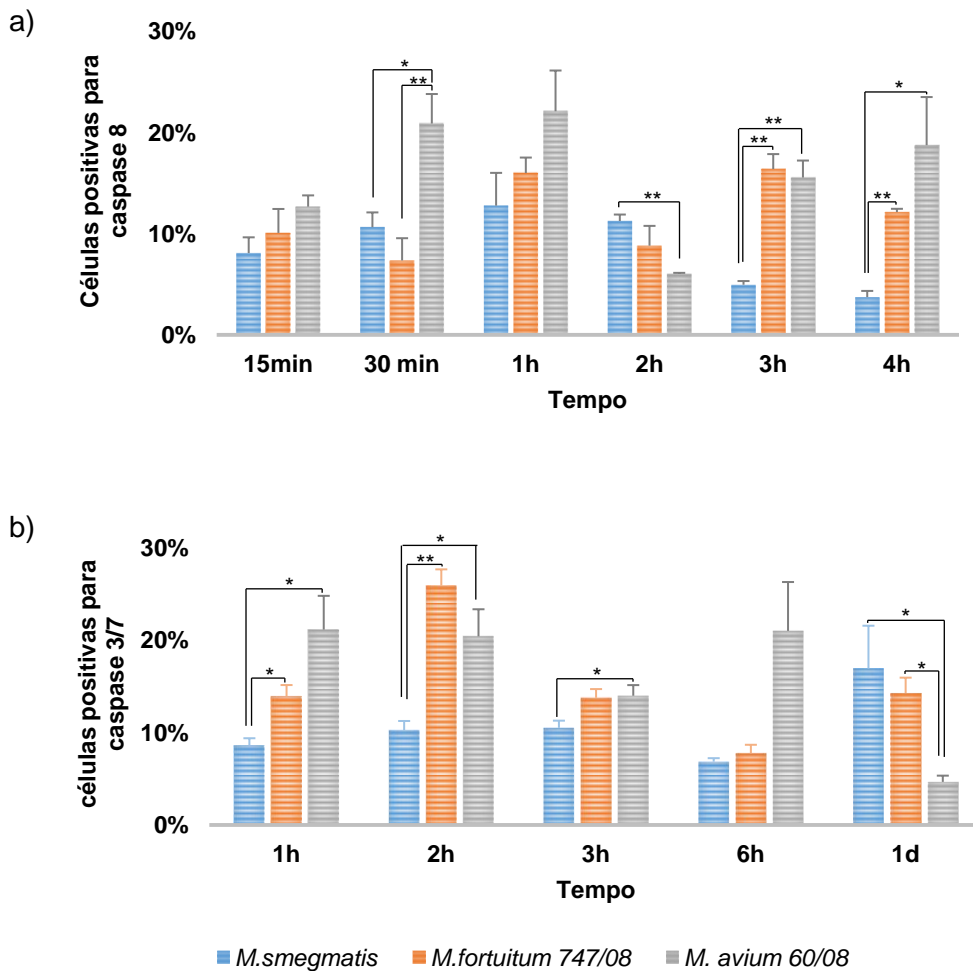 a)
Células positivas para
caspase 8
30%
20%
10%
0%
*
**
**
**
**
*
**
15min 30 min 1h 2h 3h 4h
Tempo
b)
células positivas para
caspase 3/7
30%
20%
10%
0%
*
*
*
**
*
*
*
1h 2h 3h 6h 1d
Tempo
M.smegmatis M.fortuitum 747/08 M. avium 60/08